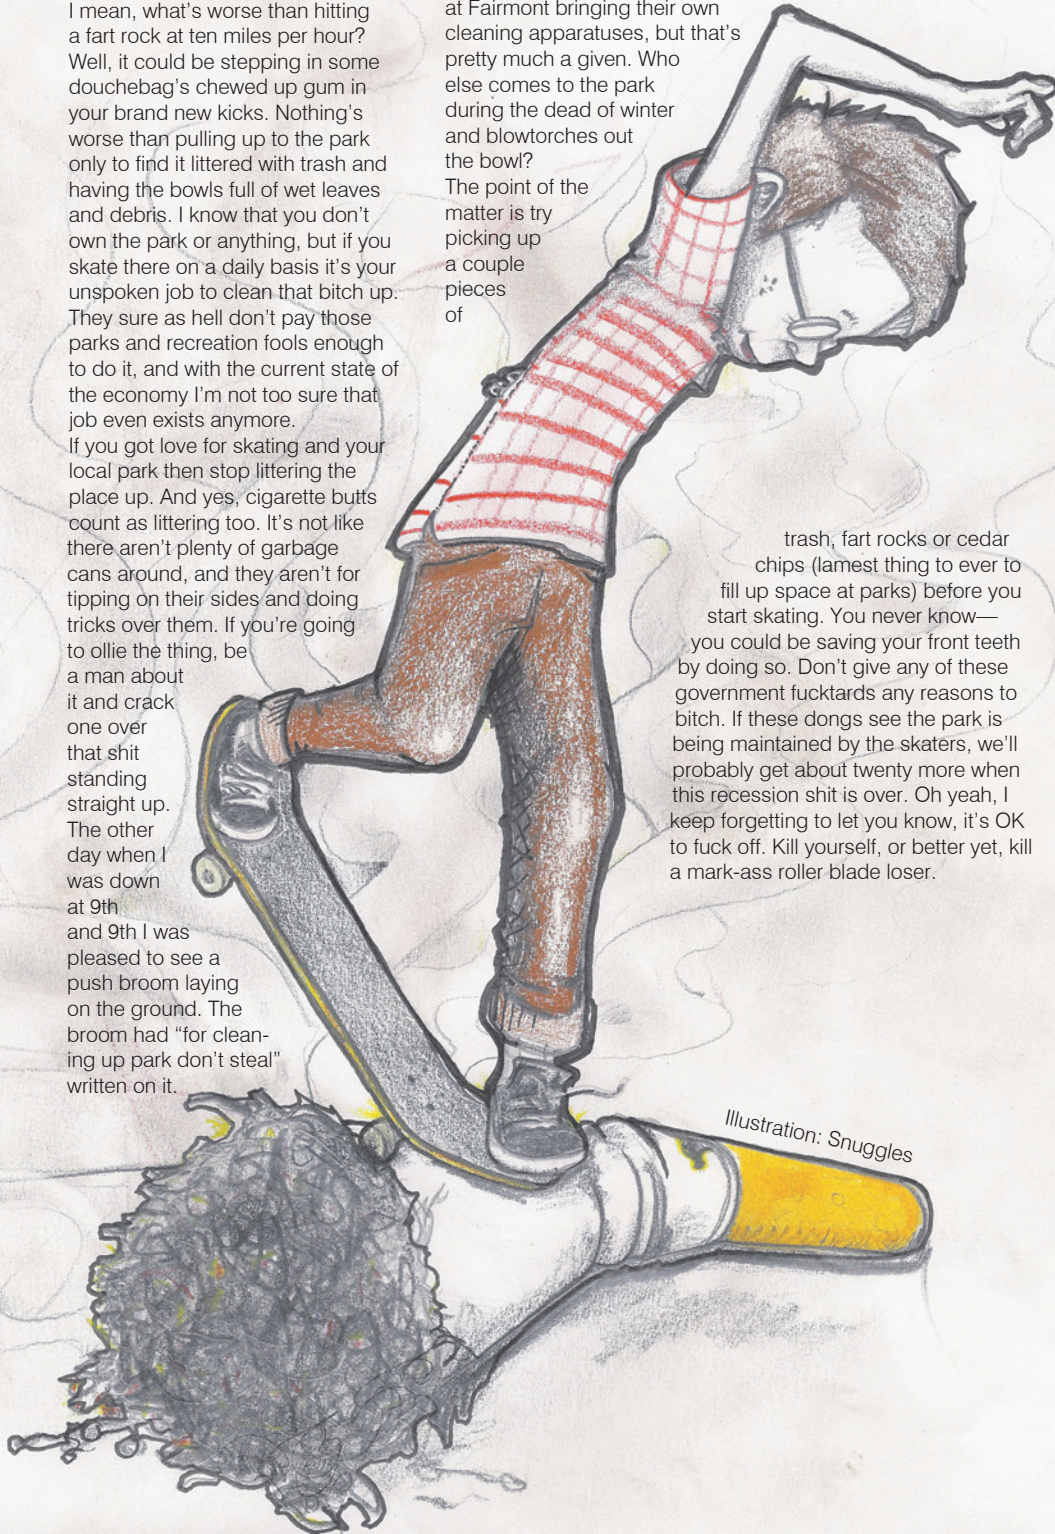 I mean, what's worse than hitting
a fart rock at ten miles per hour?
Well, it could be stepping in some
douchebag's chewed up gum in
your brand new kicks. Nothing's
worse than pulling up to the park
only to find it littered with trash and
having the bowls full of wet leaves
and debris. I know that you don't
own the park or anything, but if you
skate there on a daily basis it's your
unspoken job to clean that bitch up.
They sure as hell don't pay those
parks and recreation fools enough
to do it, and with the current state of
the economy I'm not too sure that
job even exists anymore.
If you got love for skating and your
local park then stop littering the
place up. And yes, cigarette butts
count as littering too. It's not like
there aren't plenty of garbage
cans around, and they aren't for
tipping on their sides and doing
tricks over them. If you're going
to ollie the thing, be
a man about
it and crack
one over
that shit
standing
straight up.
The other
day when I
was down
at 9th
and 9th I was
pleased to see a
push broom laying
on the ground. The
broom had “for clean-
ing up park don't steal”
written on it.
at Fairmont bringing their own
cleaning apparatuses, but that's
pretty much a given. Who
else comes to the park
during the dead of winter
and blowtorches out
the bowl?
The point of the
matter is try
picking up
a couple
pieces
of
trash, fart rocks or cedar
chips (lamest thing to ever to
fill up space at parks) before you
start skating. You never know—
you could be saving your front teeth
by doing so. Don't give any of these
government fucktards any reasons to
bitch. If these dongs see the park is
being maintained by the skaters, we'll
probably get about twenty more when
this recession shit is over. Oh yeah, I
keep forgetting to let you know, it's OK
to fuck off. Kill yourself, or better yet, kill
a mark-ass roller blade loser.
Illustration: Snuggles